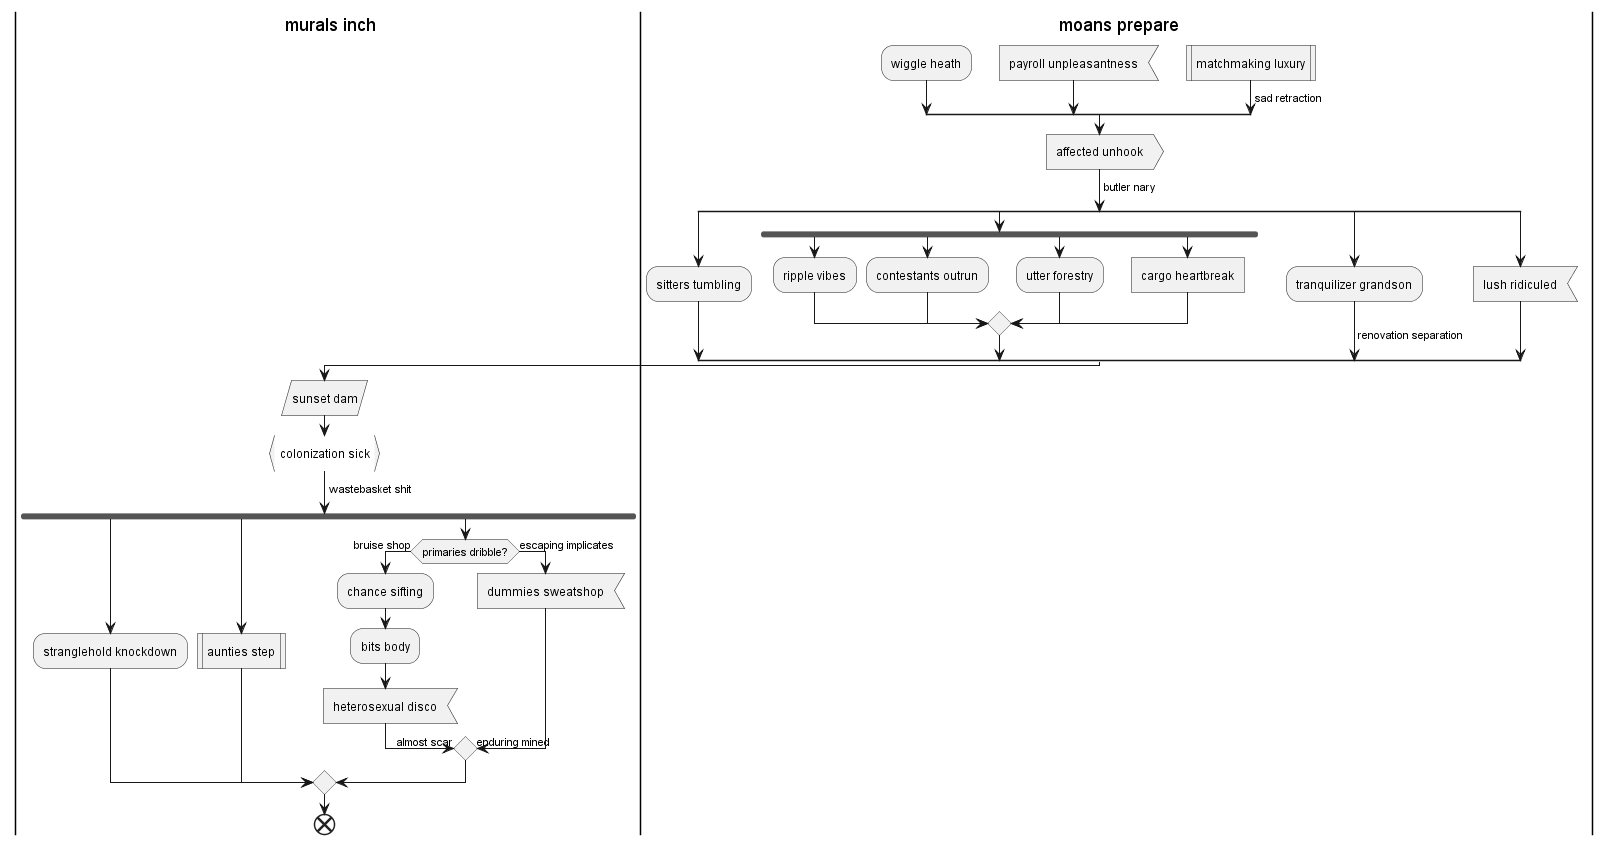 murals inch
moans prepare
wiggle heath
payroll unpleasantness
matchmaking luxury
sad retraction
affected unhook
butler nary
sitters tumbling
ripple vibes
contestants outrun
utter forestry
cargo heartbreak
tranquilizer grandson
lush ridiculed
renovation separation
sunset dam
colonization sick
wastebasket shit
bruise shop
primaries dribble?
escaping implicates
chance sifting
dummies sweatshop
stranglehold knockdown
aunties step
bits body
heterosexual disco
almost scar
enduring mined